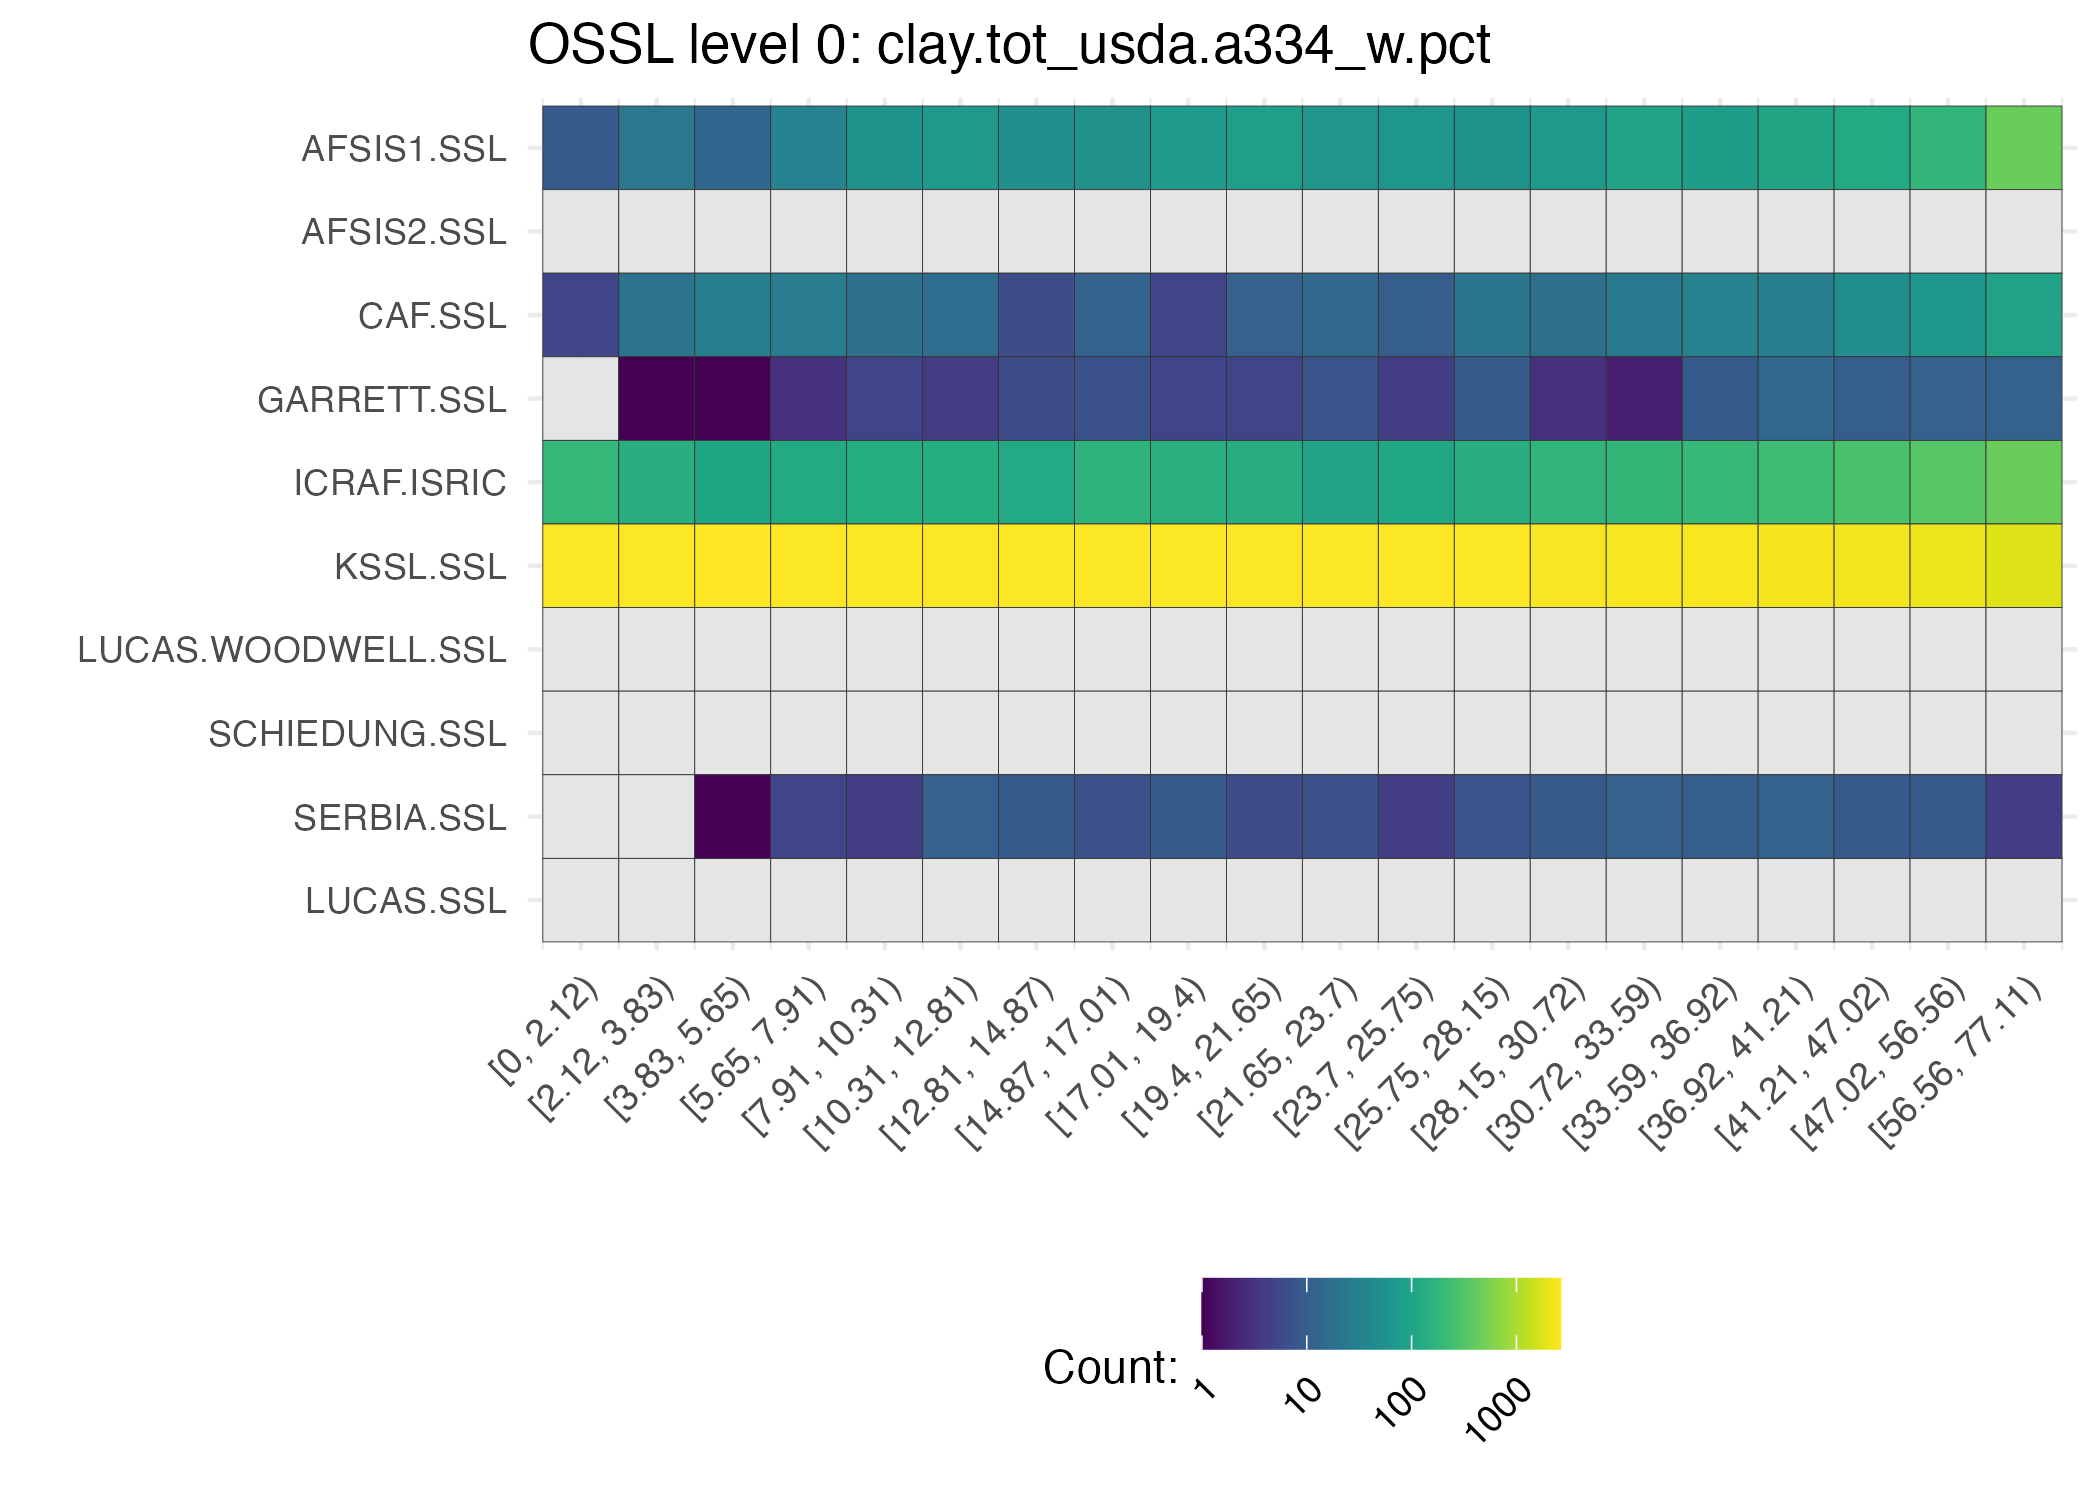 OSSL level 0: clay.tot_usda.a334_w.pct
AFSIS1.SSL
AFSIS2.SSL
CAF.SSL
GARRETT.SSL
ICRAF.ISRIC
KSSL.SSL
LUCAS.WOODWELL.SSL
SCHIEDUNG.SSL
SERBIA.SSL
LUCAS.SSL
[0, 2.12)
[2.12, 3.83)
[3.83, 5.65)
[5.65, 7.91)
[7.91, 10.31)
[10.31, 12.81)
[12.81, 14.87)
[14.87, 17.01)
[17.01, 19.4)
[19.4, 21.65)
[21.65, 23.7)
[23.7, 25.75)
[25.75, 28.15)
[28.15, 30.72)
[30.72, 33.59)
[33.59, 36.92)
[36.92, 41.21)
[41.21, 47.02)
[47.02, 56.56)
[56.56, 77.11)
Count:
1
10
100
1000